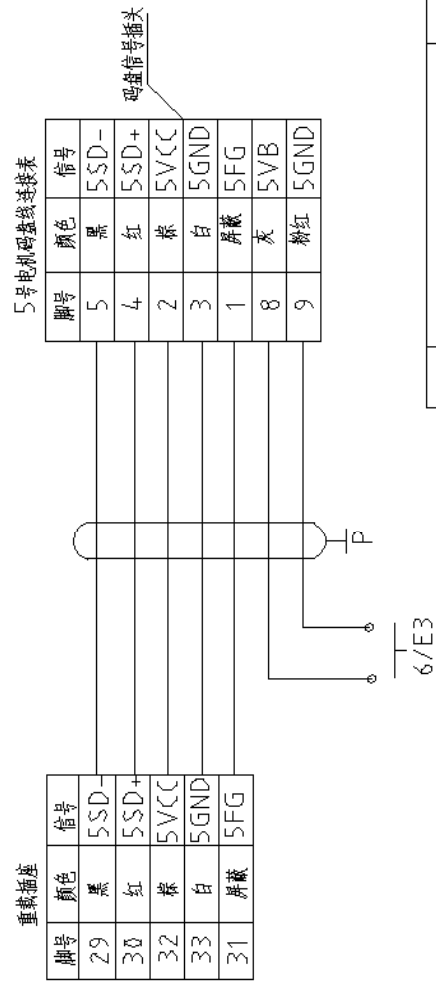 5号电机码盘线连接表
脚号 颜色 信号
5 黑 5SD-
4 红 5SD+
2 棕 5VCC
3 白 5GND
1 屏蔽 5FG
8 灰 5VB
9 粉红 5GND
码盘信号插头
P
6/E3
重载插座
脚号 颜色 信号
29 黑 5SD-
30 红 5SD+
32 棕 5VCC
33 白 5GND
31 屏蔽 5FG